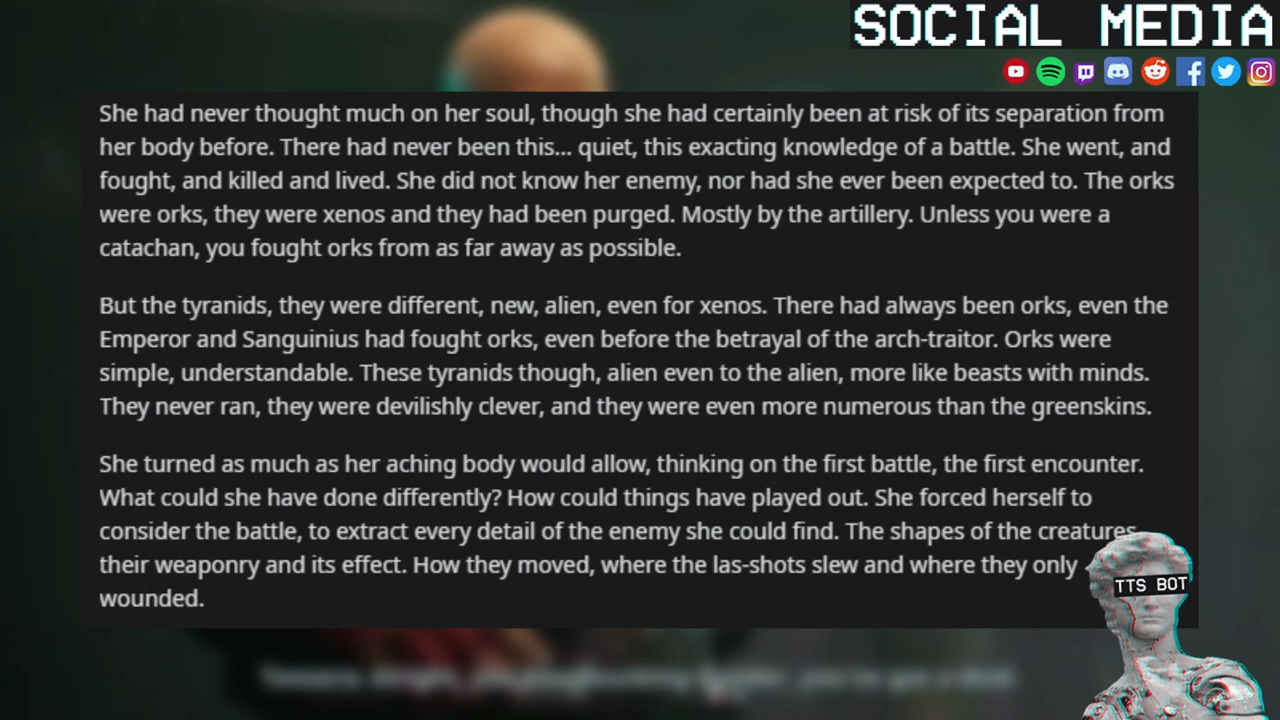 SOCIAL MEDIA
She had never thought much on her soul, though she had certainly been at risk of its separation from
her body before. There had never been this... quiet, this exacting knowledge of a battle. She went, and
fought, and killed and lived. She did not know her enemy, nor had she ever been expected to. The orks
were orks, they were xenos and they had been purged. Mostly by the artillery. Unless you were a
catachan, you fought orks from as far away as possible.
But the tyranids, they were different, new, alien, even for xenos. There had always been orks, even the
Emperor and Sanguinius had fought orks, even before the betrayal of the arch-traitor. Orks were
simple, understandable. These tyranids though, alien even to the alien, more like beasts with minds.
They never ran, they were devilishly clever, and they were even more numerous than the greenskins.
She turned as much as her aching body would allow, thinking on the first battle, the first encounter.
What could she have done differently? How could things have played out. She forced herself to
consider the battle, to extract every detail of the enemy she could find. The shapes of the creatures
their weaponry and its effect. How they moved, where the las-shots slew and where they only
wounded.
TTS BOT